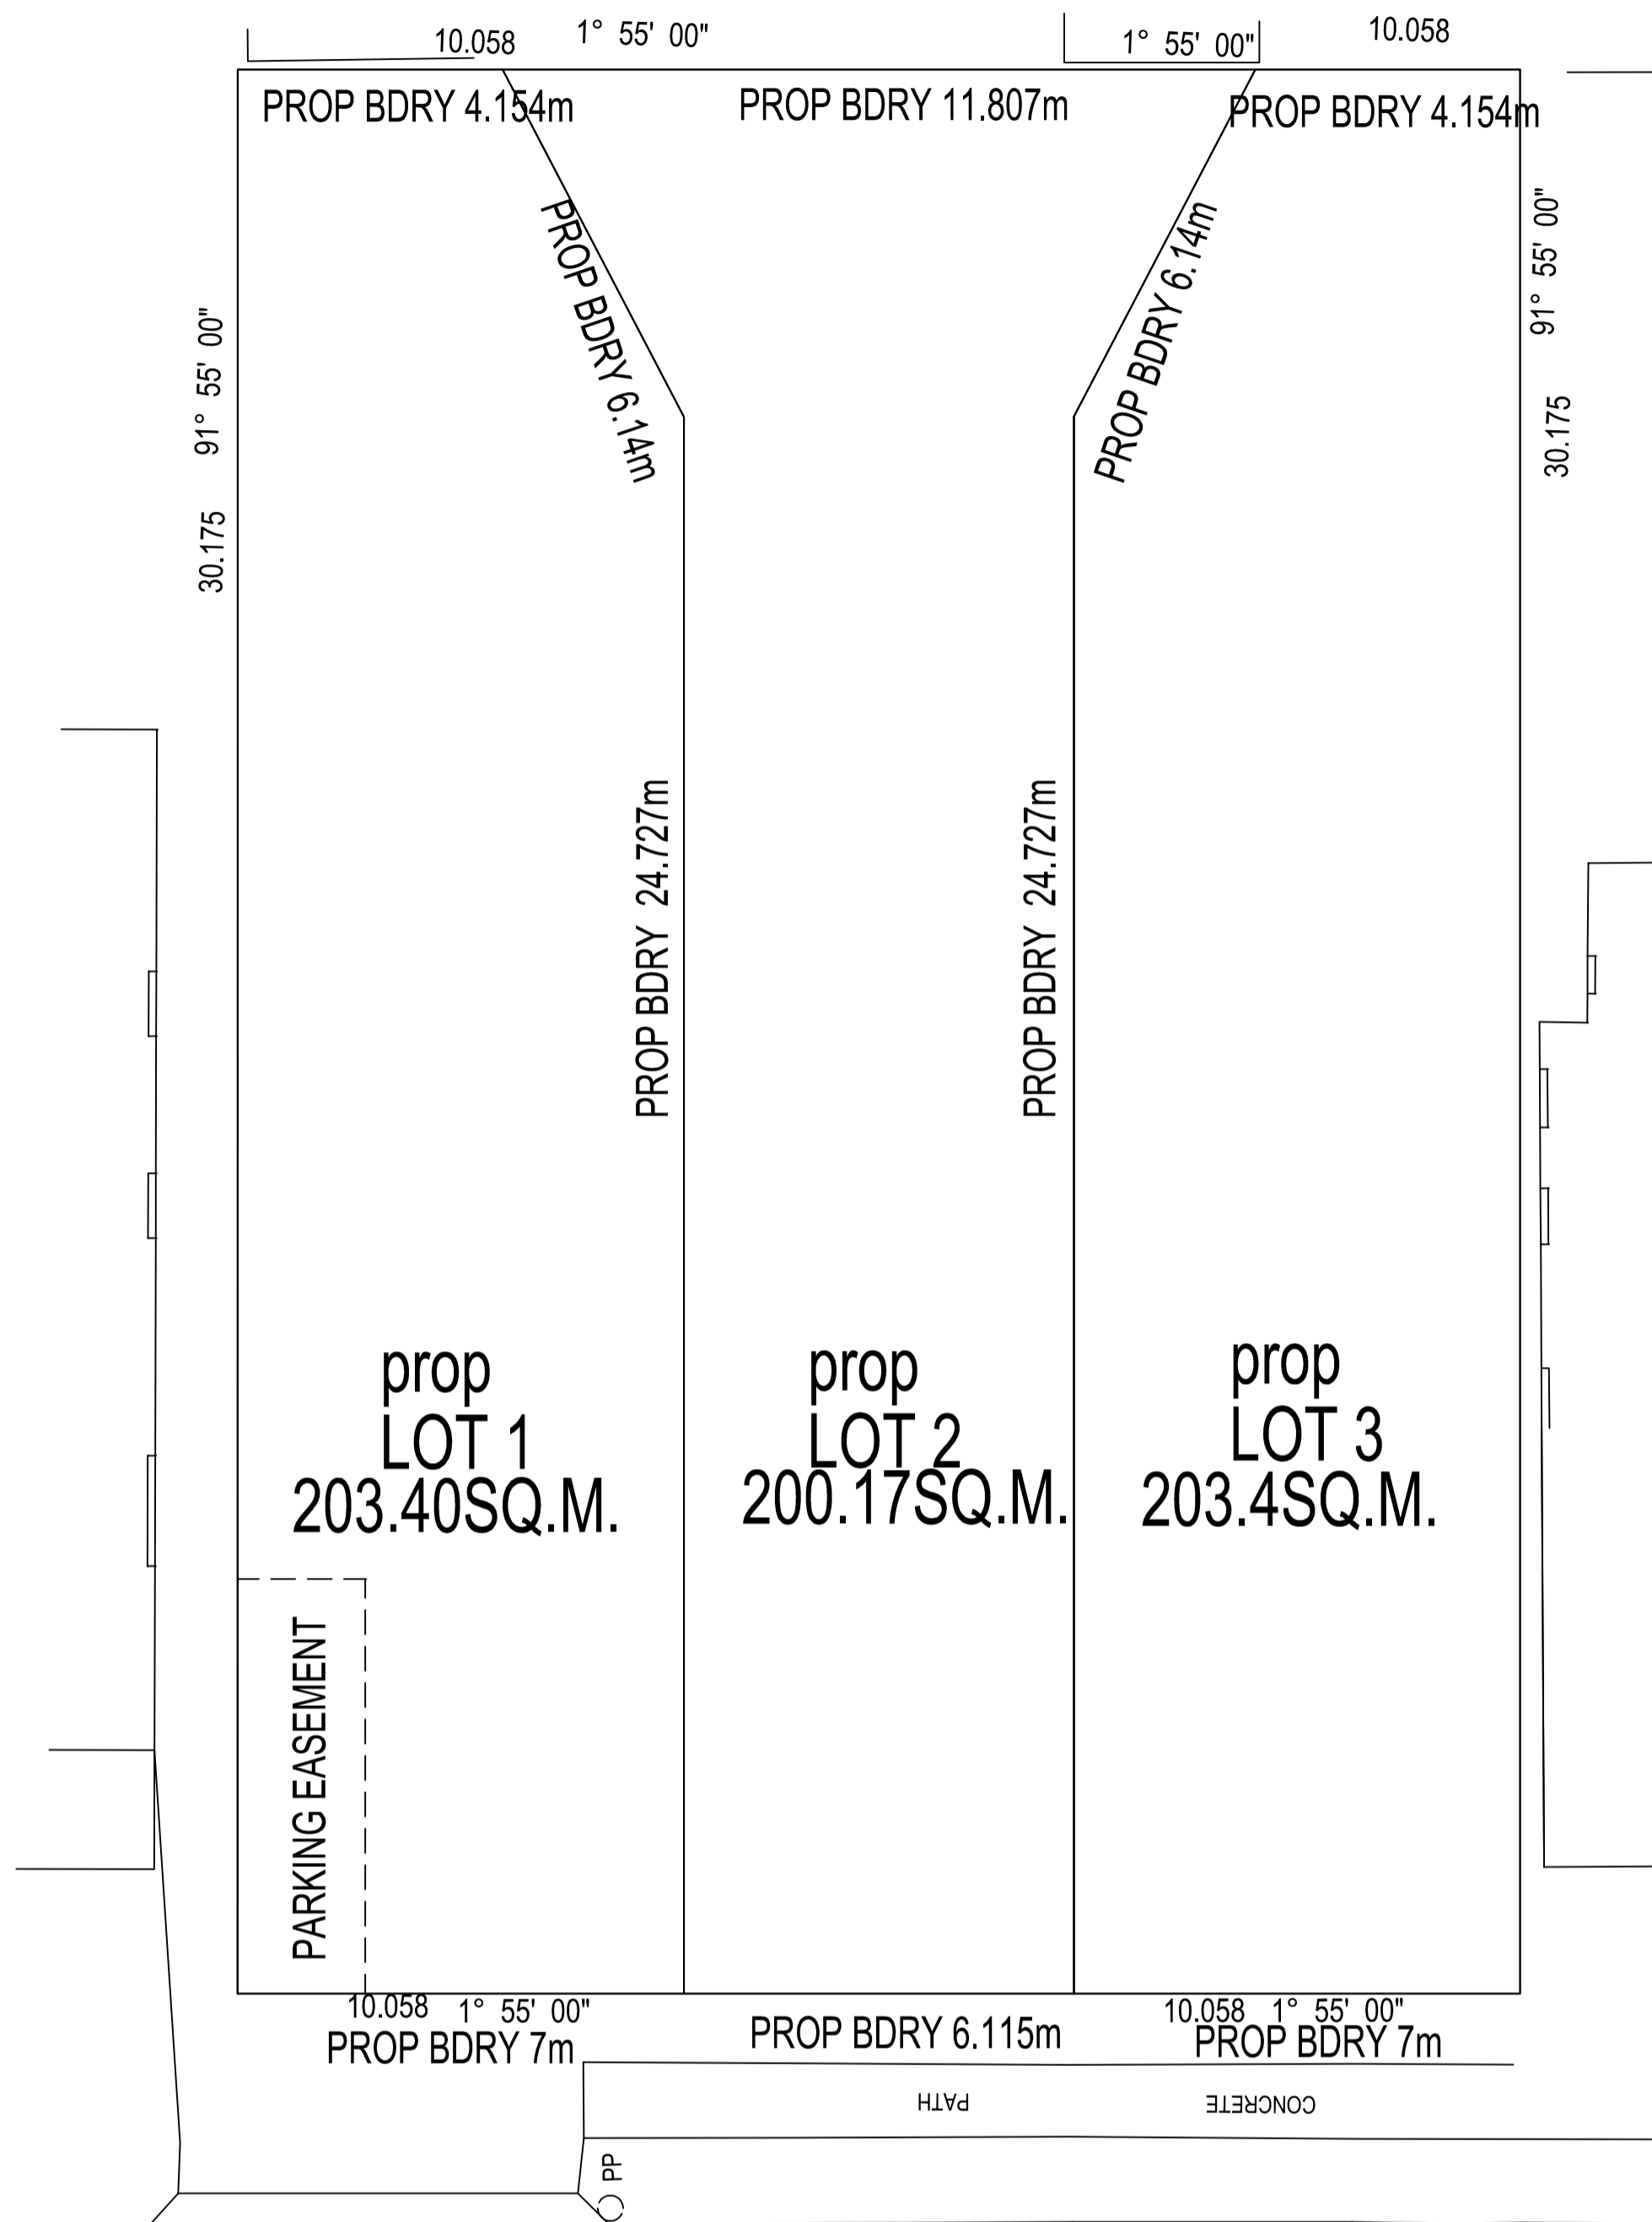 10.058 1° 55' 00"
1° 55' 00" 10.058
PROP BDRY 4.154m
PROP BDRY 11.807m
PROP BDRY 4.154m
PROP BDRY 6.14m
PROP BDRY 6.14m
30.175 91° 55' 00"
30.175 91° 55' 00"
PROP BDRY 24.727m
PROP BDRY 24.727m
prop
LOT 1
203.40SQ.M.
prop
LOT 2
200.17SQ.M.
prop
LOT 3
203.4SQ.M.
PARKING EASEMENT
10.058 1° 55' 00"
PROP BDRY 7m
PROP BDRY 6.115m
10.058 1° 55' 00"
PROP BDRY 7m
PATH
CONCRETE
PP